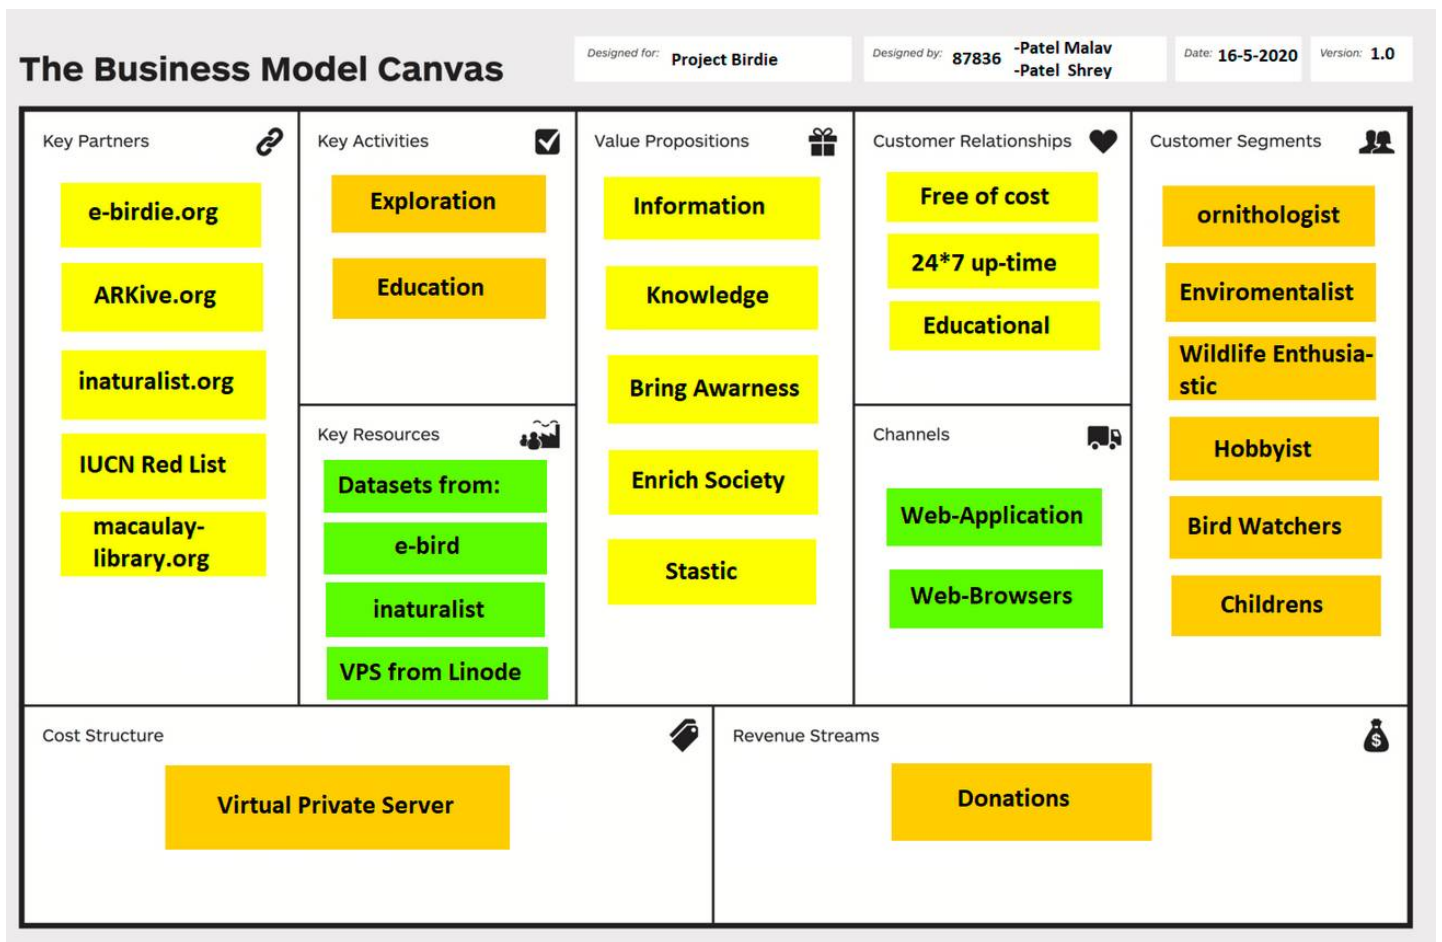 The Business Model Canvas
Designed for: Project Birdie
Designed by: 87836 -Patel Malav
-Patel Shrey
Date: 16-5-2020
Version: 1.0
Key Partners
e-birdie.org
ARKive.org
inaturalist.org
IUCN Red List
macaulay-
library.org
Key Activities
Exploration
Education
Key Resources
Datasets from:
e-bird
inaturalist
VPS from Linode
Value Propositions
Information
Knowledge
Bring Awarness
Enrich Society
Stastic
Customer Relationships
Free of cost
24*7 up-time
Educational
Channels
Web-Application
Web-Browsers
Customer Segments
ornithologist
Enviromentalist
Wildlife Enthusia-
stic
Hobbyist
Bird Watchers
Childrens
Cost Structure
Virtual Private Server
Revenue Streams
$
Donations